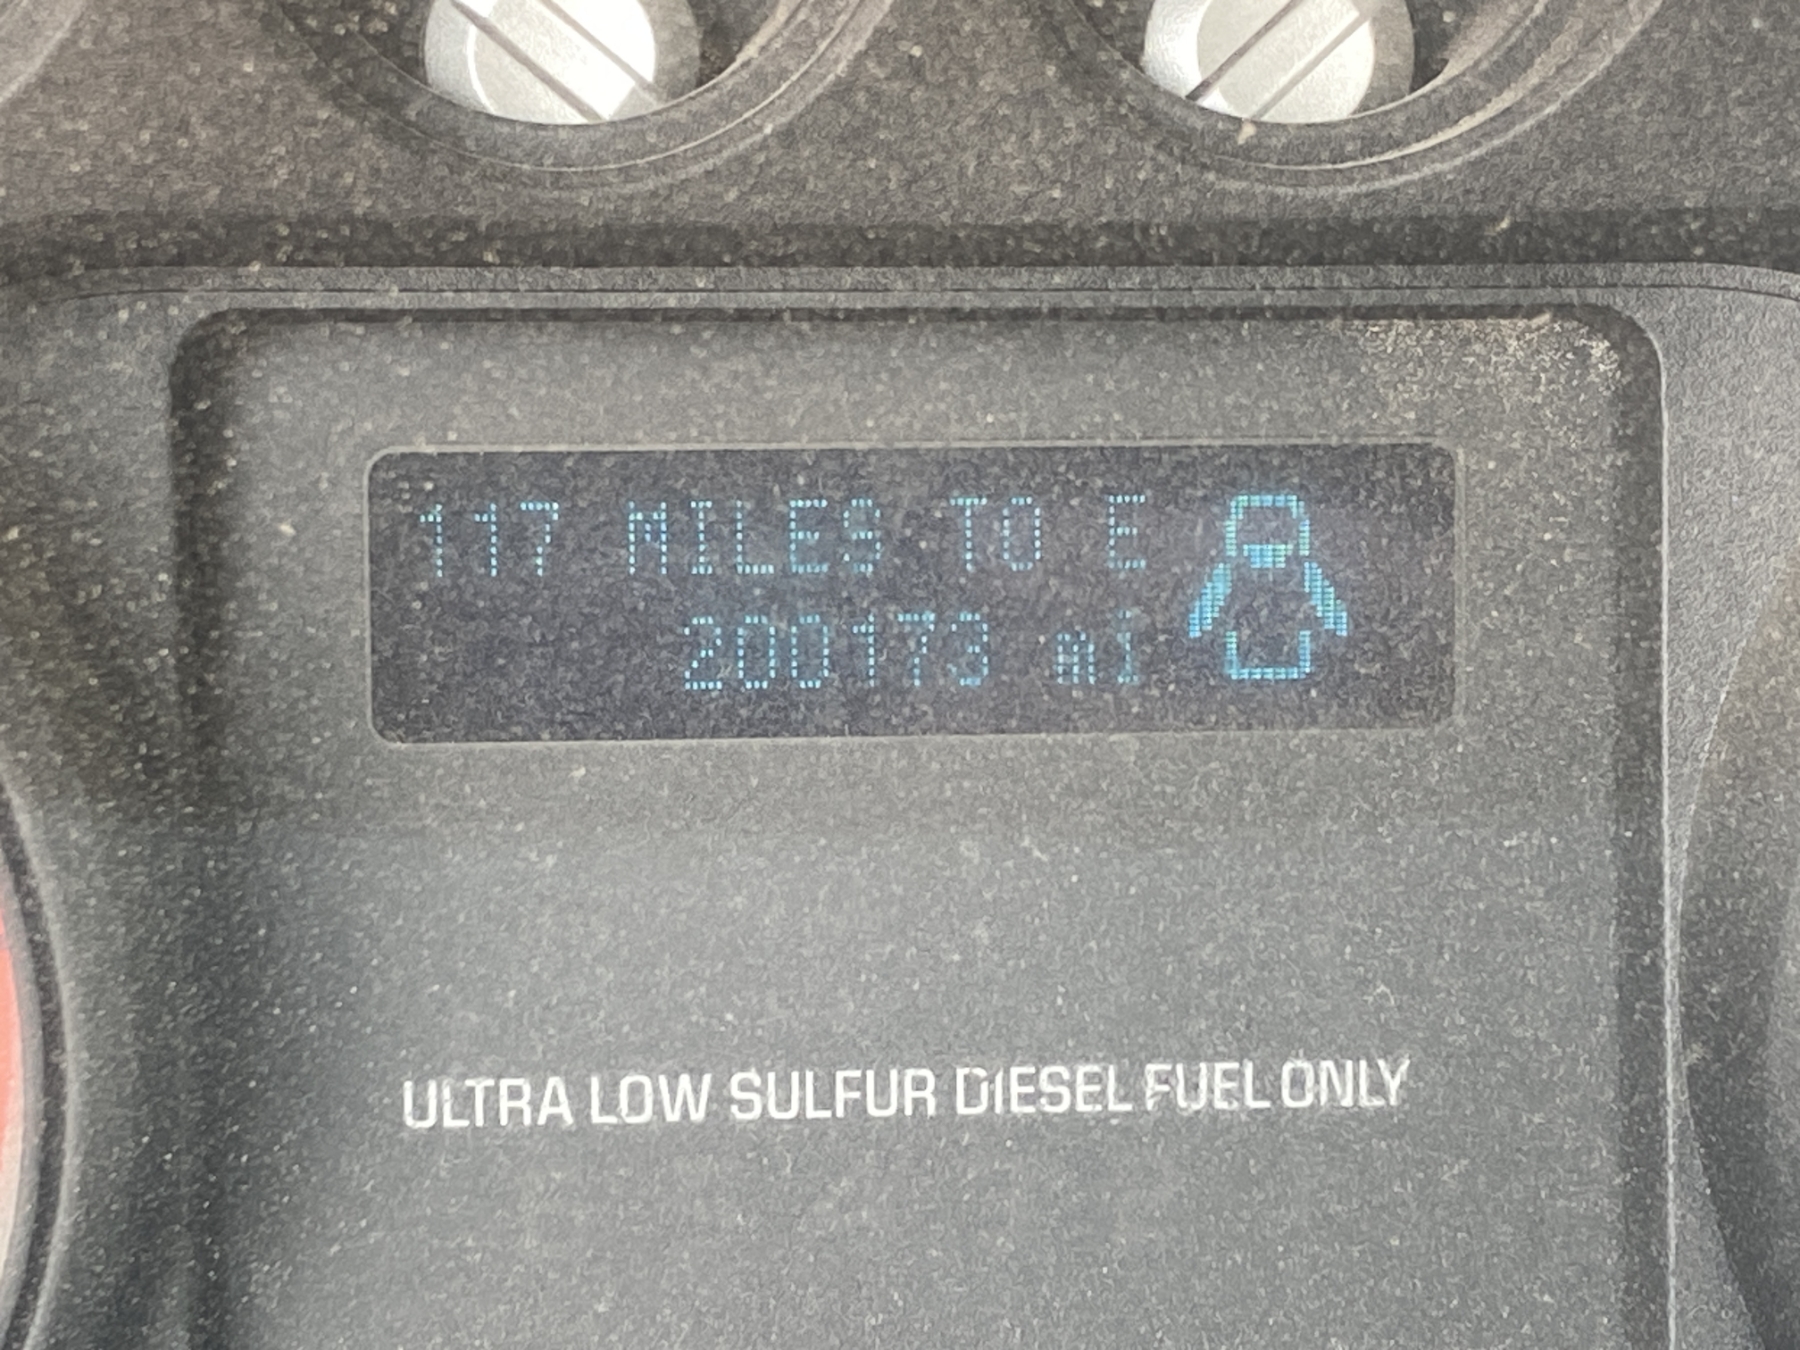 117 MILES TO E
200173 mi
ULTRA LOW SULFUR DIESEL FUEL ONLY